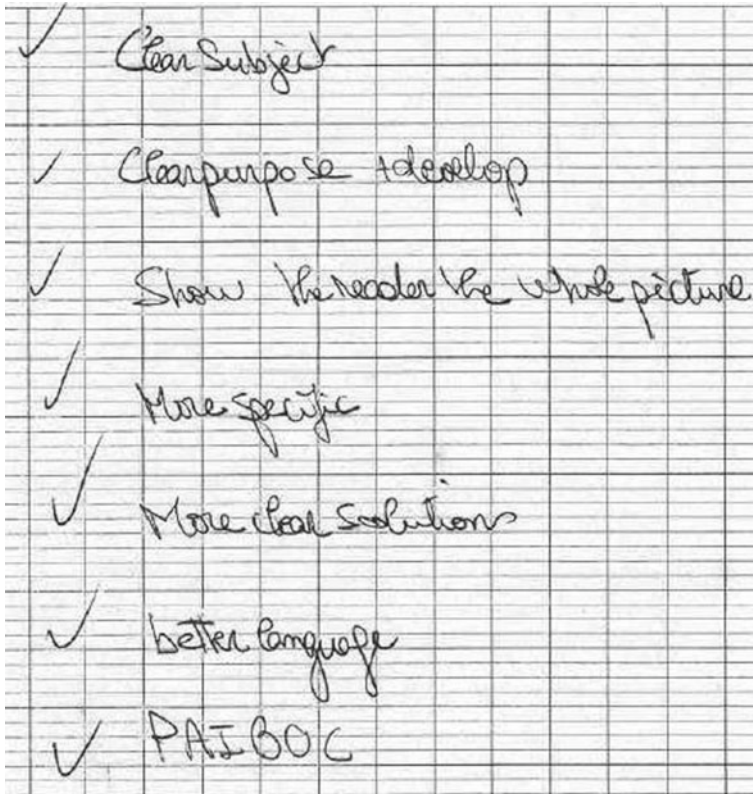 ✓ Clear Subject
✓ Clear purpose + develop
✓ Show the reader the whole picture
✓ More specific
✓ More clear solutions
✓ better language
✓ PAIBOC